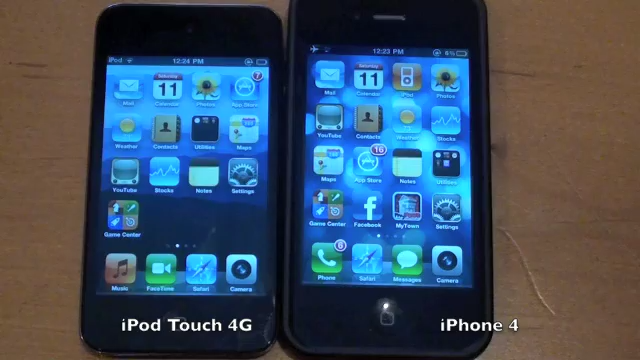 iPod 12:24 PM
Saturday 7
11
Mail Calendar Photos App Store
Weather Contacts Utilities Maps
YouTube Stocks Notes Settings
Game Center
Music FaceTime Safari Camera
iPod Touch 4G
12:23 PM 6%
Saturday
11
Mail Calendar iPod Photos
YouTube Contacts Weather Stocks
16
Maps App Store Notes Utilities
Game Center Facebook MyTown Settings
Phone Safari Messages Camera
iPhone 4